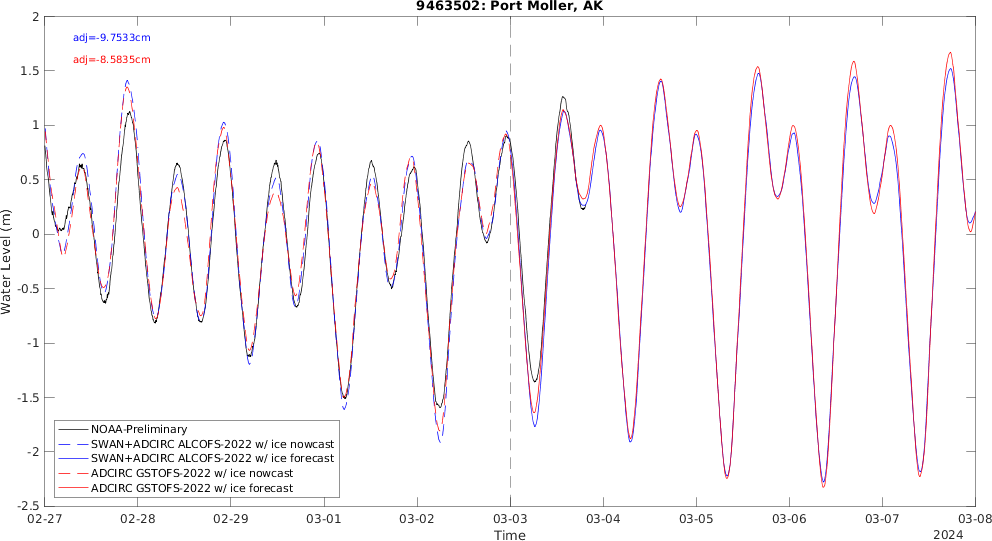 9463502: Port Moller, AK
adj=-9.7533cm
adj=-8.5835cm
Water Level (m)
2
1.5
1
0.5
0
-0.5
-1
-1.5
-2
-2.5
NOAA-Preliminary
SWAN+ADCIRC ALCOFS-2022 w/ ice nowcast
SWAN+ADCIRC ALCOFS-2022 w/ ice forecast
ADCIRC GSTOFS-2022 w/ ice nowcast
ADCIRC GSTOFS-2022 w/ ice forecast
02-27 02-28 02-29 03-01 03-02 03-03 03-04 03-05 03-06 03-07 03-08
Time
2024